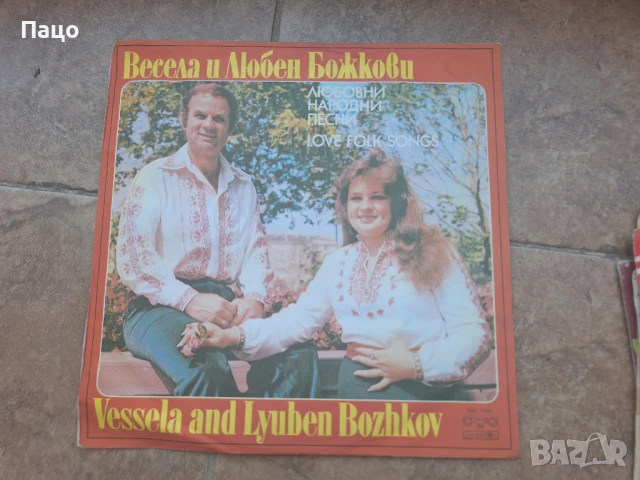 Пацо
Весела и Любен Божкови
ЛЮБОВНИ
НАРОДНИ
ПЕСНИ
LOVE FOLK SONGS
Vessela and Lyuben Bozhkov
BAZAR